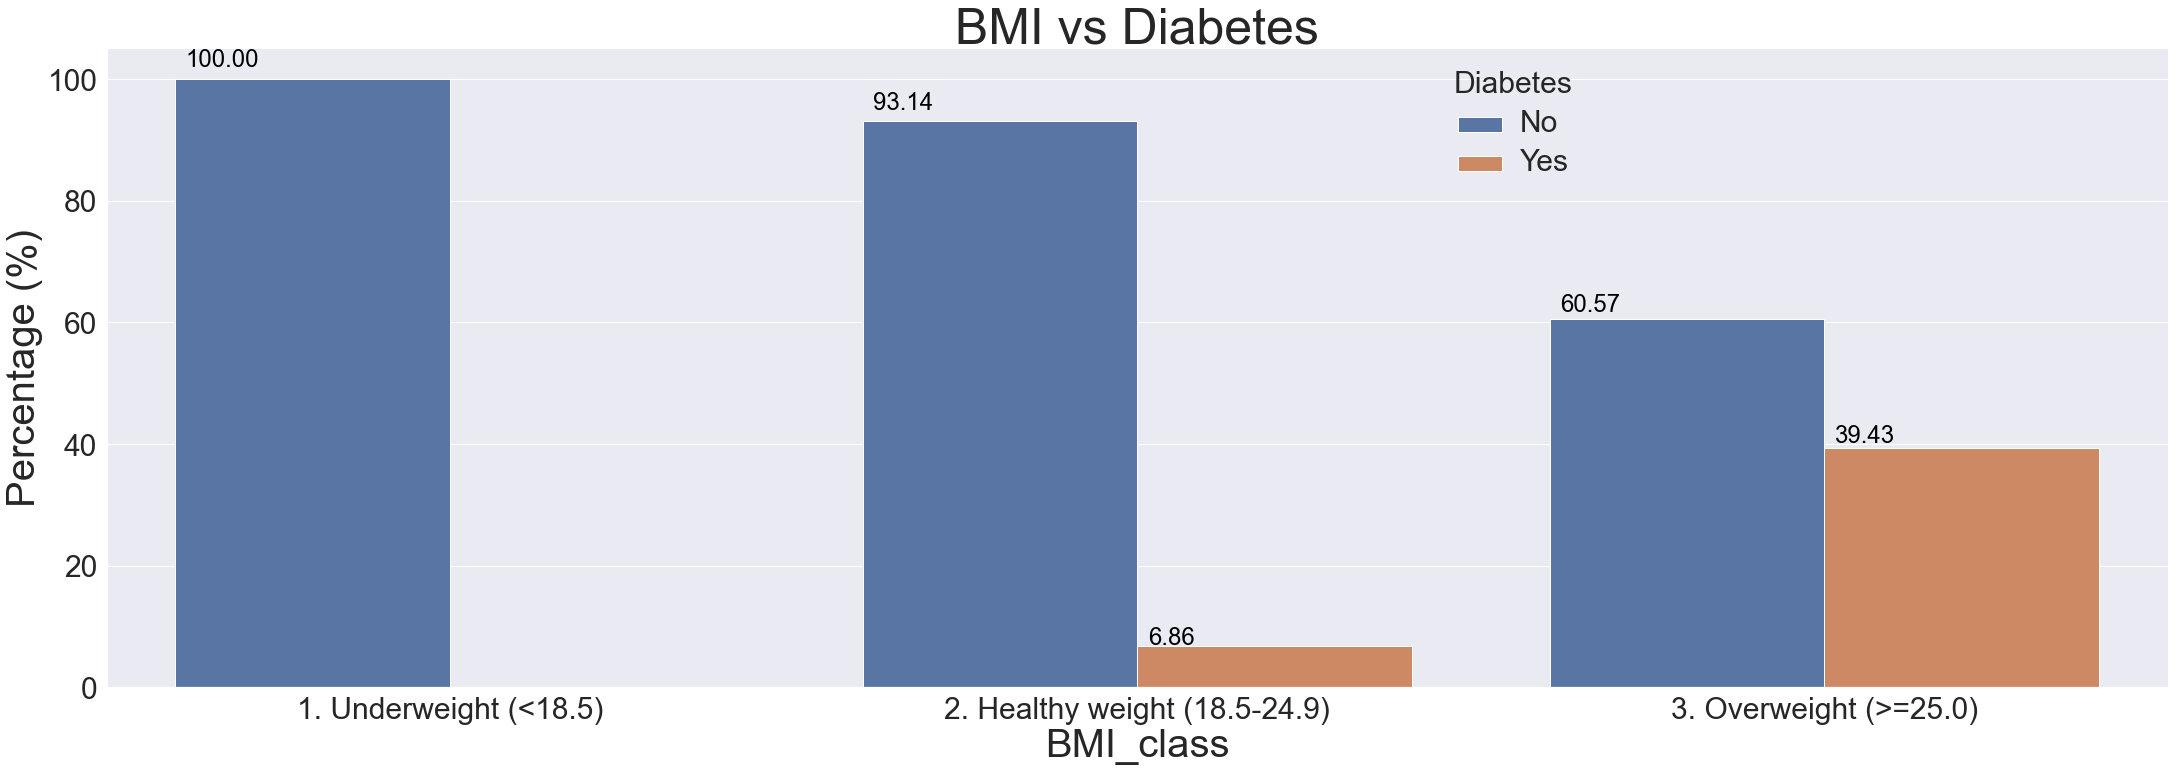 BMI vs Diabetes
100.00
93.14
6.86
60.57
39.43
Diabetes
No
Yes
100
80
60
40
20
0
Percentage (%)
1. Underweight (<18.5)
2. Healthy weight (18.5-24.9)
3. Overweight (>=25.0)
BMI_class